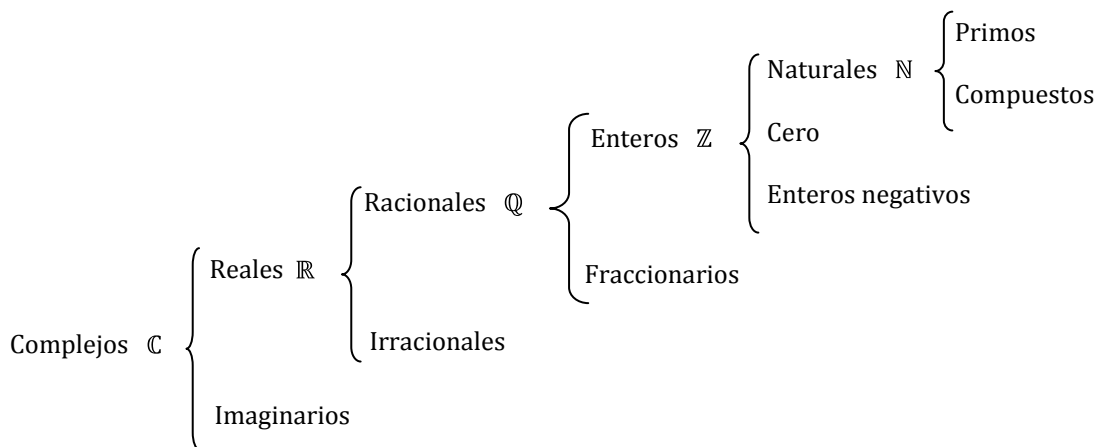 Primos
Naturales ℕ
Compuestos
Enteros ℤ
Cero
Racionales ℚ
Enteros negativos
Reales ℝ
Fraccionarios
Complejos ℂ
Irracionales
Imaginarios